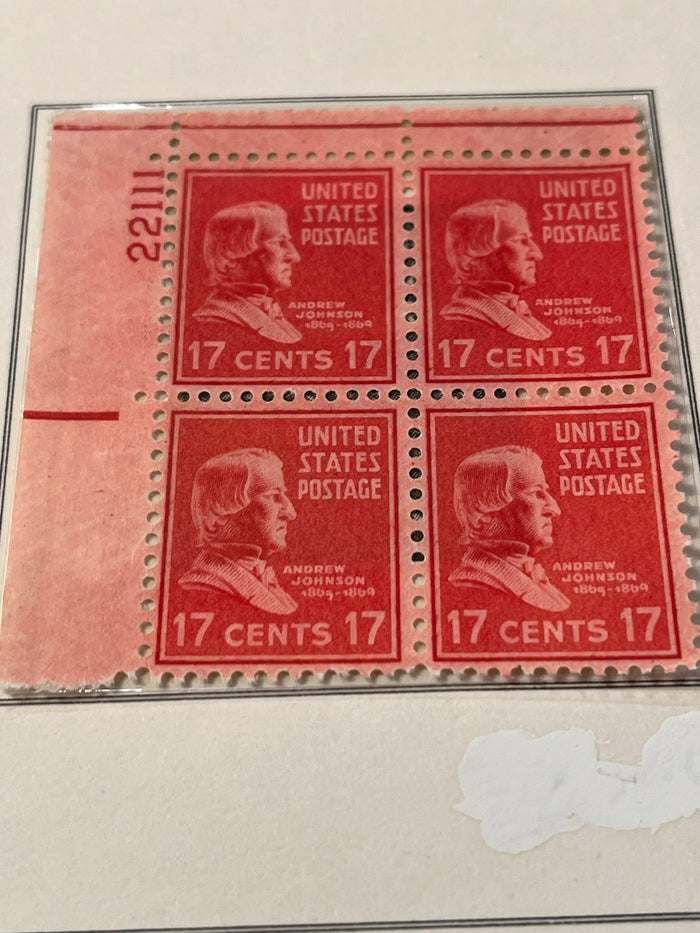 22111
UNITED
STATES
POSTAGE
ANDREW
JOHNSON
1865-1869
17 CENTS 17
UNITED
STATES
POSTAGE
ANDREW
JOHNSON
1865-1869
17 CENTS 17
UNITED
STATES
POSTAGE
ANDREW
JOHNSON
1865-1869
17 CENTS 17
UNITED
STATES
POSTAGE
ANDREW
JOHNSON
1865-1869
17 CENTS 17